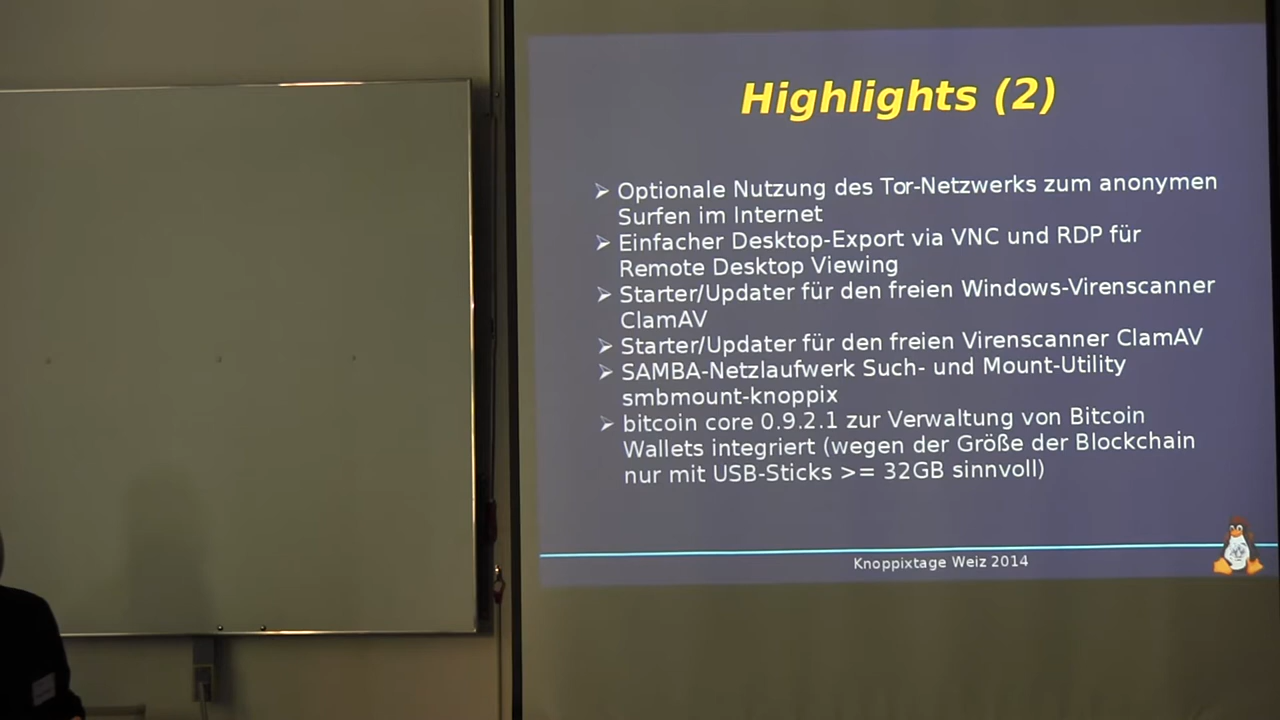 Highlights (2)
➢ Optionale Nutzung des Tor-Netzwerks zum anonymen
Surfen im Internet
➢ Einfacher Desktop-Export via VNC und RDP für
Remote Desktop Viewing
➢ Starter/Updater für den freien Windows-Virenscanner
ClamAV
➢ Starter/Updater für den freien Virenscanner ClamAV
➢ SAMBA-Netzlaufwerk Such- und Mount-Utility
smbmount-knoppix
➢ bitcoin core 0.9.2.1 zur Verwaltung von Bitcoin
Wallets integriert (wegen der Größe der Blockchain
nur mit USB-Sticks >= 32GB sinnvoll)
Knoppixtage Weiz 2014